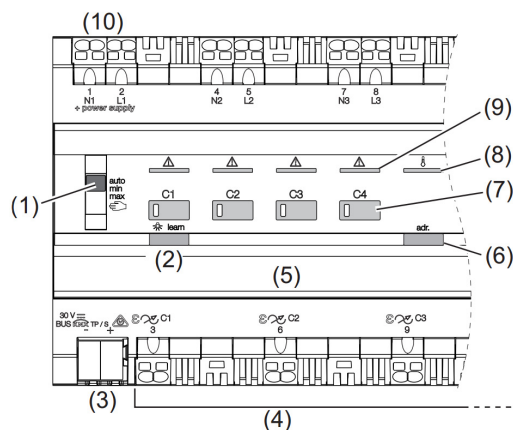 (10)
1 2 4 5 7 8
N1 L1 N2 L2 N3 L3
+ power supply
(9)
(8)
auto
min
max
(1)
C1 C2 C3 C4
(7)
learn
adr.
(2)
(6)
(5)
30 V
BUS TP / S
- +
C1 C2 C3
3 6 9
(3)
(4)